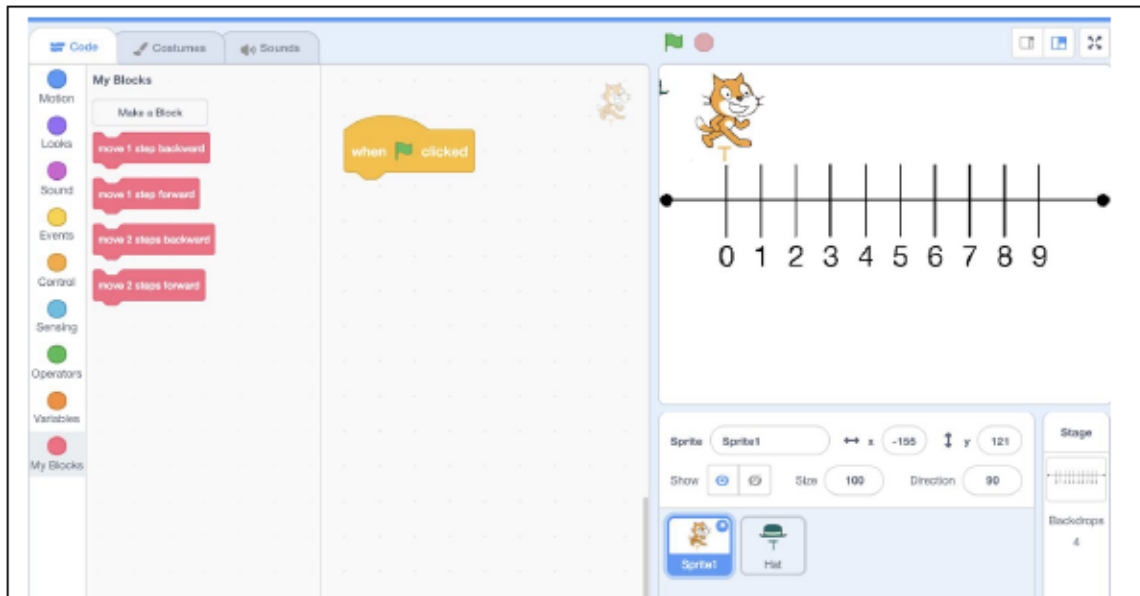 Code Costumes Sounds
Motion
Looks
Sound
Events
Control
Sensing
Operators
Variables
My Blocks
My Blocks
Make a Block
move 1 step backward
move 1 step forward
move 2 steps backward
move 2 steps forward
when clicked
L
T
0 1 2 3 4 5 6 7 8 9
Sprite Sprite1 x -155 y 121
Show Size 100 Direction 90
Sprite1 Hat
Stage
Backdrops
4